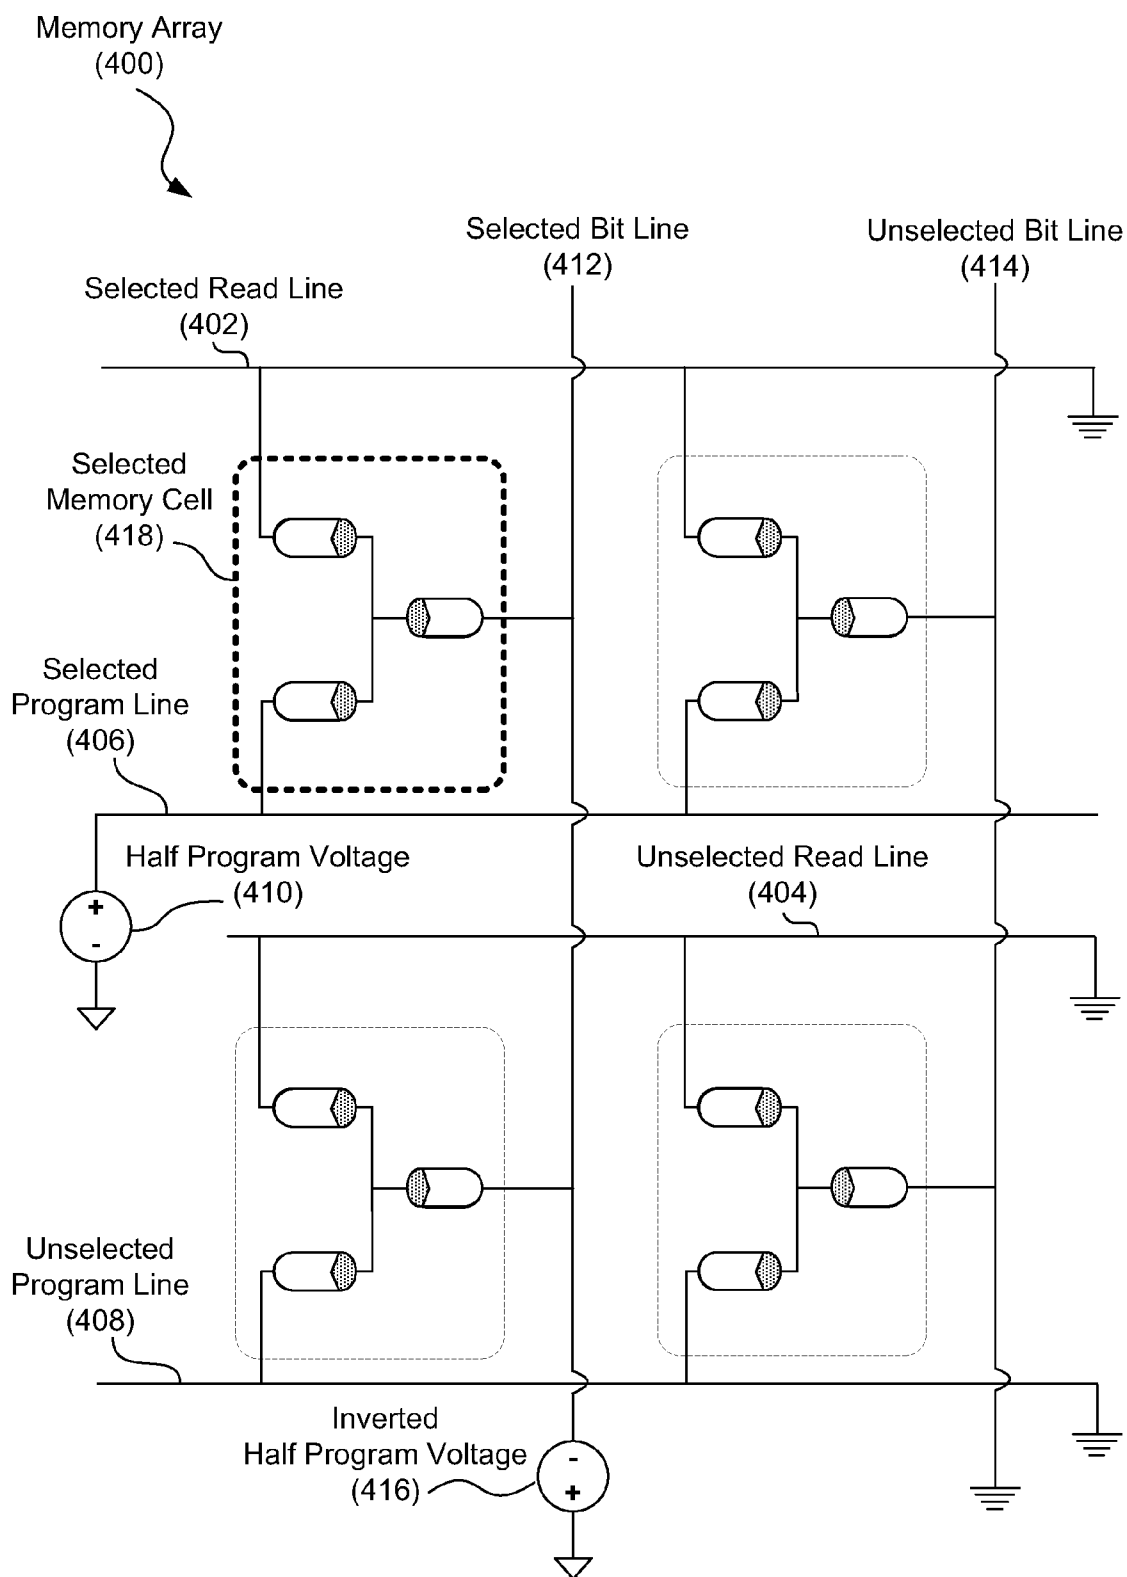 Memory Array
(400)
Selected Bit Line
(412)
Unselected Bit Line
(414)
Selected Read Line
(402)
Selected
Memory Cell
(418)
Selected
Program Line
(406)
Half Program Voltage
(410)
+
-
Unselected Read Line
(404)
Unselected
Program Line
(408)
Inverted
Half Program Voltage
(416)
-
+